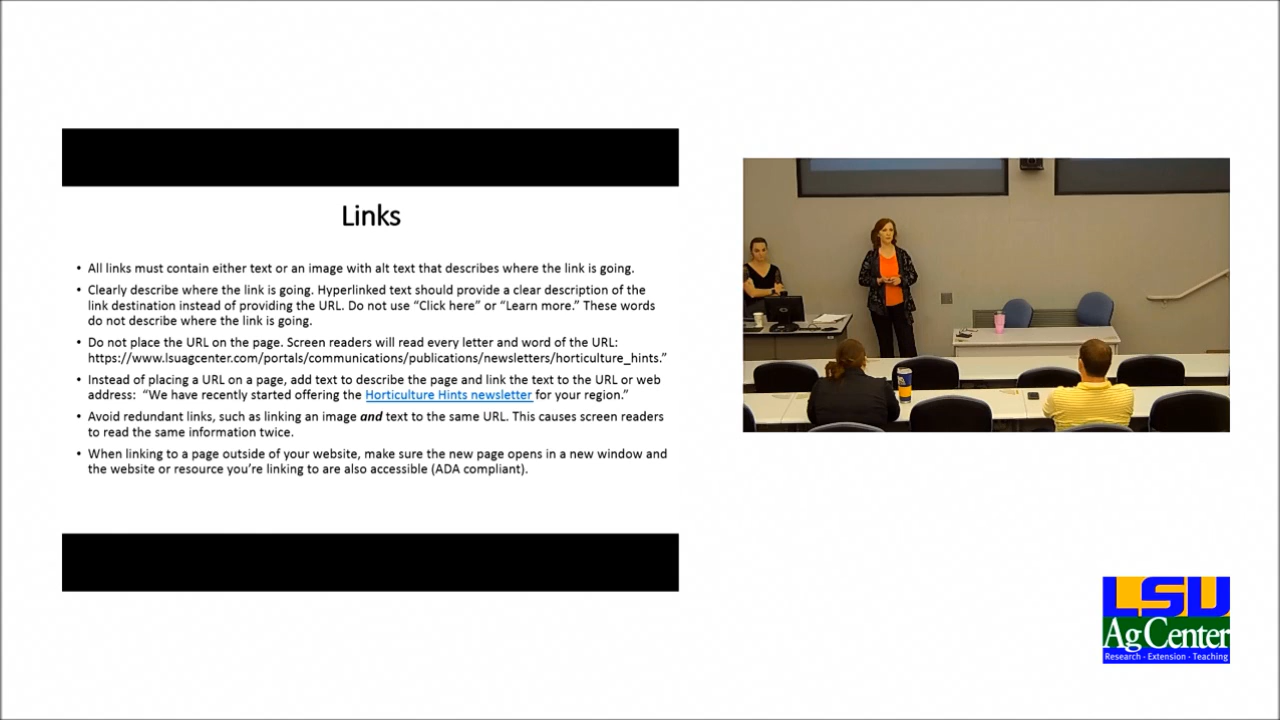 Links
• All links must contain either text or an image with alt text that describes where the link is going.
• Clearly describe where the link is going. Hyperlinked text should provide a clear description of the
link destination instead of providing the URL. Do not use “Click here” or “Learn more.” These words
do not describe where the link is going.
• Do not place the URL on the page. Screen readers will read every letter and word of the URL:
https://www.lsuagcenter.com/portals/communications/publications/newsletters/horticulture_hints.”
• Instead of placing a URL on a page, add text to describe the page and link the text to the URL or web
address:  “We have recently started offering the Horticulture Hints newsletter for your region.”
• Avoid redundant links, such as linking an image and text to the same URL. This causes screen readers
to read the same information twice.
• When linking to a page outside of your website, make sure the new page opens in a new window and
the website or resource you’re linking to are also accessible (ADA compliant).
LSU
AgCenter
Research - Extension - Teaching